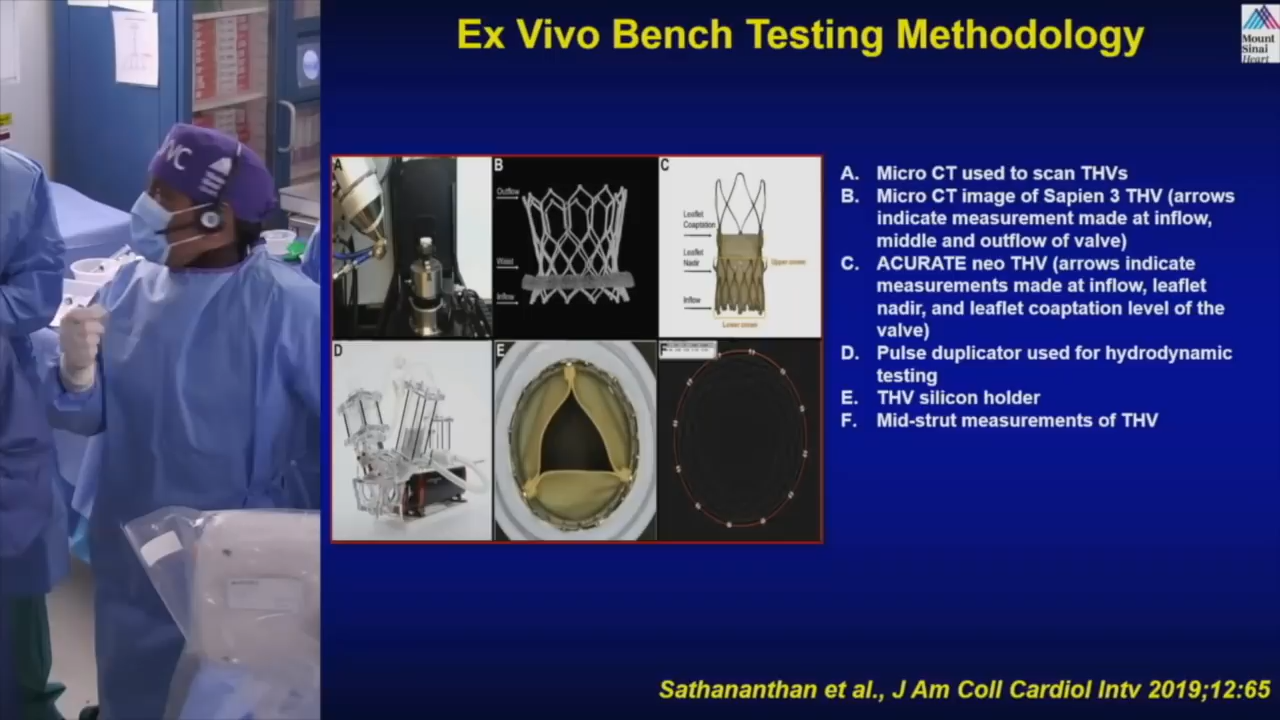 Ex Vivo Bench Testing Methodology
Mount
Sinai
Heart
A
B
C
Outflow
Waist
Inflow
Leaflet
Coaptation
Leaflet
Nadir
Inflow
Upper crown
Lower crown
D
E
F
A. Micro CT used to scan THVs
B. Micro CT image of Sapien 3 THV (arrows
indicate measurement made at inflow,
middle and outflow of valve)
C. ACURATE neo THV (arrows indicate
measurements made at inflow, leaflet
nadir, and leaflet coaptation level of the
valve)
D. Pulse duplicator used for hydrodynamic
testing
E. THV silicon holder
F. Mid-strut measurements of THV
Sathananthan et al., J Am Coll Cardiol Intv 2019;12:65